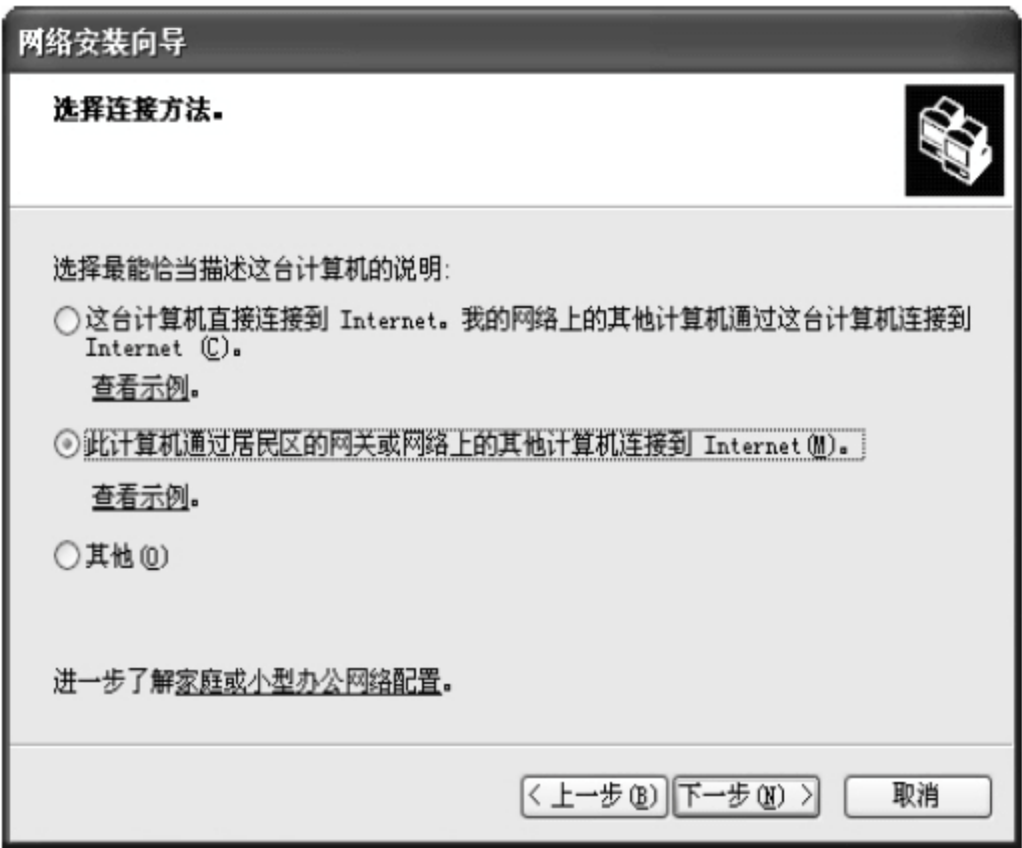 网络安装向导
选择连接方法。
选择最能恰当描述这台计算机的说明:
这台计算机直接连接到 Internet。我的网络上的其他计算机通过这台计算机连接到
Internet (C)。
查看示例。
此计算机通过居民区的网关或网络上的其他计算机连接到 Internet(M)。
查看示例。
其他(O)
进一步了解家庭或小型办公网络配置。
< 上一步(B) 下一步(N) > 取消